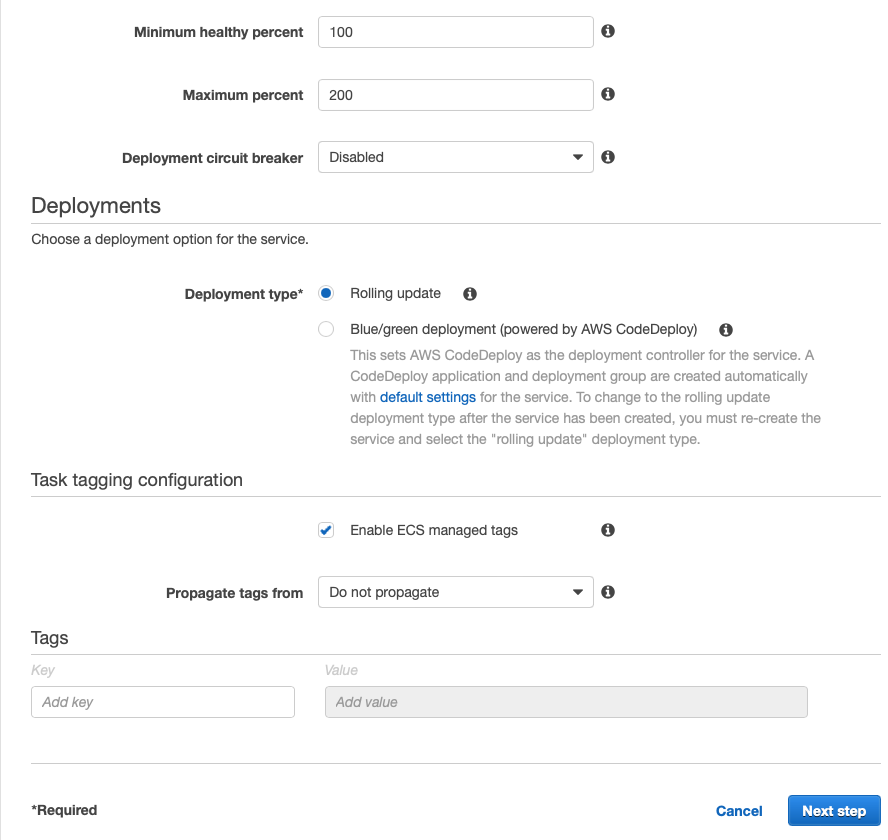 Minimum healthy percent 100
Maximum percent 200
Deployment circuit breaker Disabled
Deployments
Choose a deployment option for the service.
Deployment type* Rolling update
Blue/green deployment (powered by AWS CodeDeploy)
This sets AWS CodeDeploy as the deployment controller for the service. A
CodeDeploy application and deployment group are created automatically
with default settings for the service. To change to the rolling update
deployment type after the service has been created, you must re-create the
service and select the "rolling update" deployment type.
Task tagging configuration
Enable ECS managed tags
Propagate tags from Do not propagate
Tags
Key Value
Add key Add value
*Required Cancel Next step